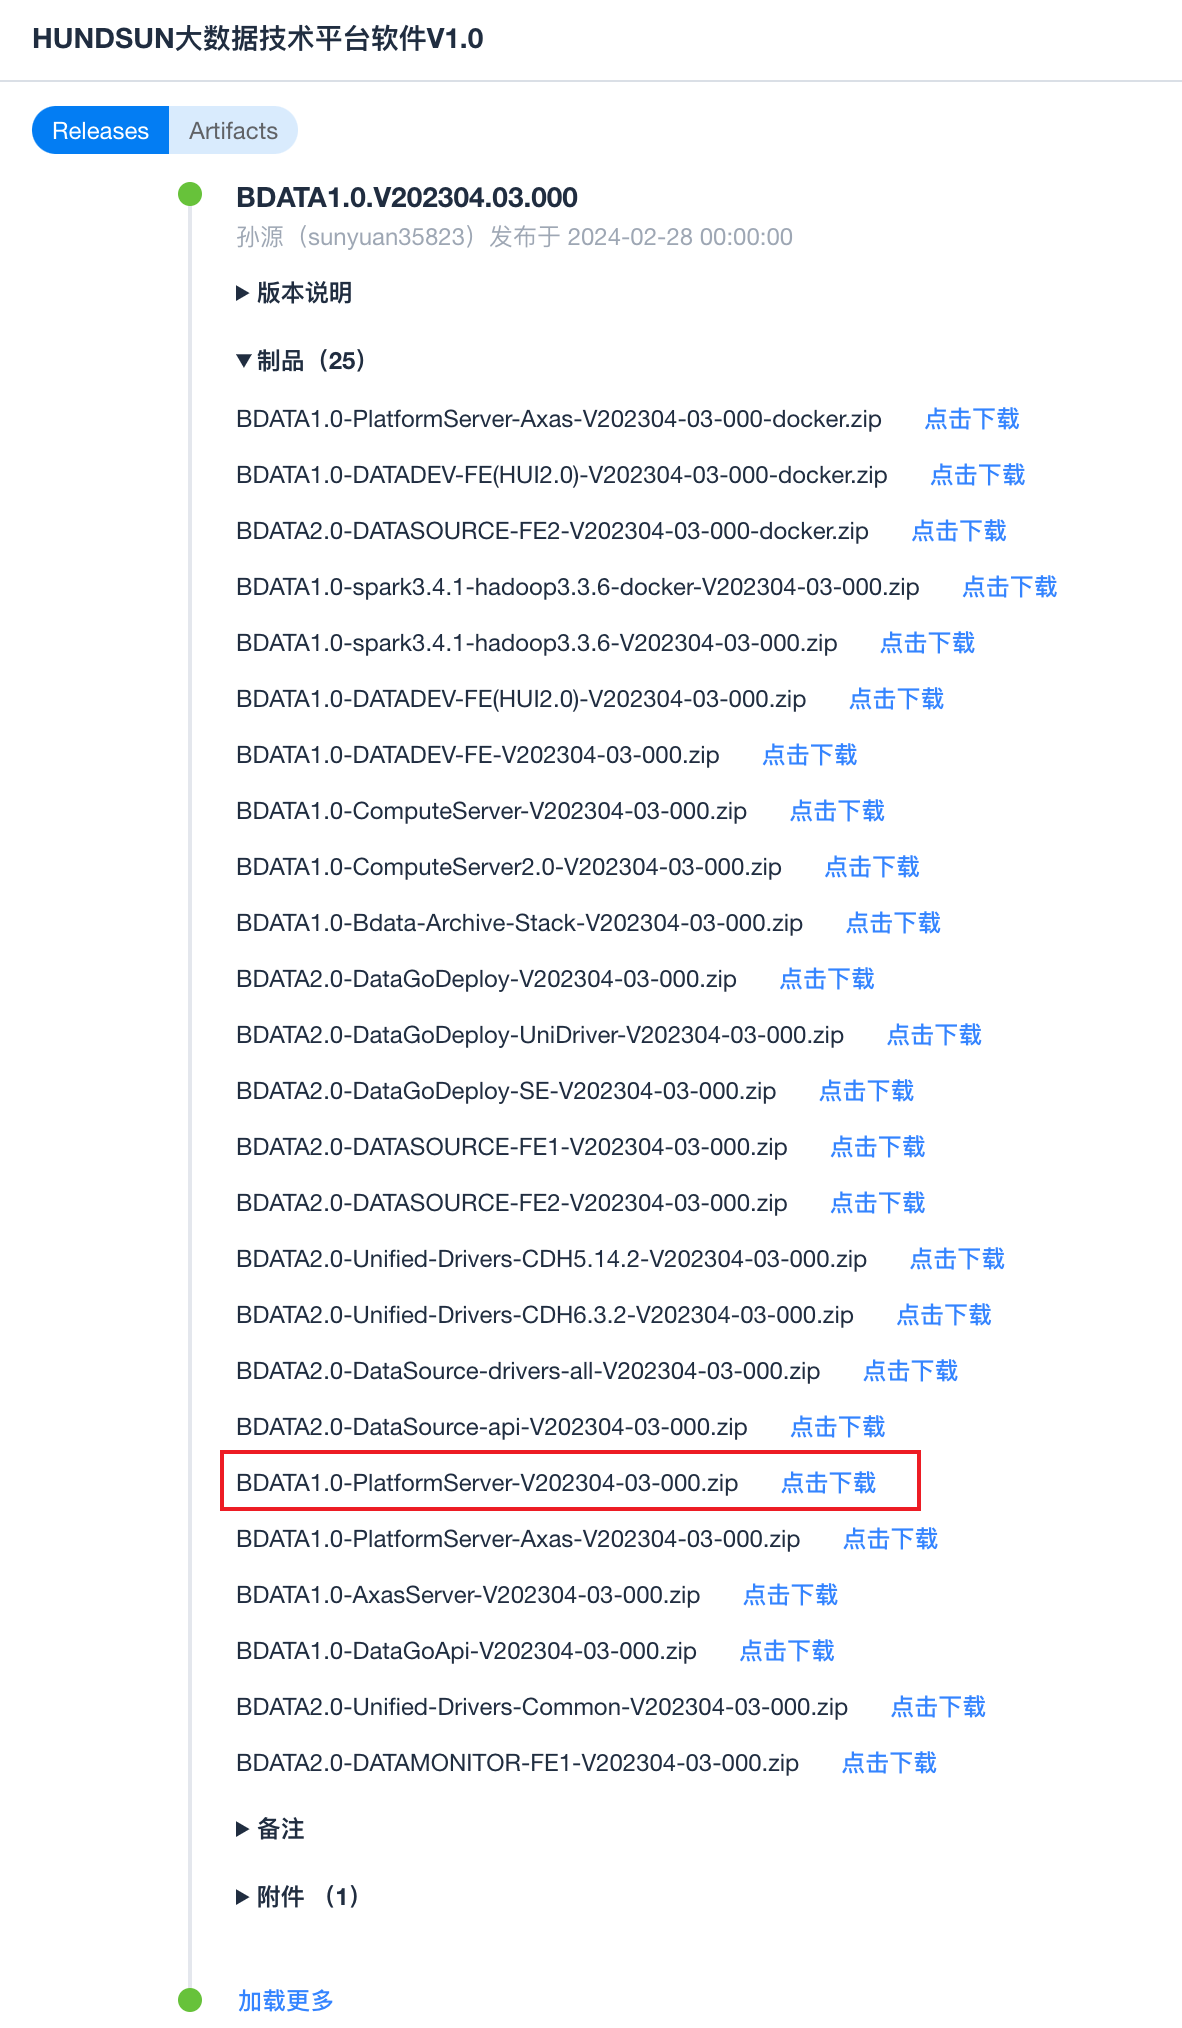 HUNDSUN大数据技术平台软件V1.0
Releases Artifacts
BDATA1.0.V202304.03.000
孙源（sunyuan35823）发布于 2024-02-28 00:00:00
版本说明
制品（25）
BDATA1.0-PlatformServer-Axas-V202304-03-000-docker.zip 点击下载
BDATA1.0-DATADEV-FE(HUI2.0)-V202304-03-000-docker.zip 点击下载
BDATA2.0-DATASOURCE-FE2-V202304-03-000-docker.zip 点击下载
BDATA1.0-spark3.4.1-hadoop3.3.6-docker-V202304-03-000.zip 点击下载
BDATA1.0-spark3.4.1-hadoop3.3.6-V202304-03-000.zip 点击下载
BDATA1.0-DATADEV-FE(HUI2.0)-V202304-03-000.zip 点击下载
BDATA1.0-DATADEV-FE-V202304-03-000.zip 点击下载
BDATA1.0-ComputeServer-V202304-03-000.zip 点击下载
BDATA1.0-ComputeServer2.0-V202304-03-000.zip 点击下载
BDATA1.0-Bdata-Archive-Stack-V202304-03-000.zip 点击下载
BDATA2.0-DataGoDeploy-V202304-03-000.zip 点击下载
BDATA2.0-DataGoDeploy-UniDriver-V202304-03-000.zip 点击下载
BDATA2.0-DataGoDeploy-SE-V202304-03-000.zip 点击下载
BDATA2.0-DATASOURCE-FE1-V202304-03-000.zip 点击下载
BDATA2.0-DATASOURCE-FE2-V202304-03-000.zip 点击下载
BDATA2.0-Unified-Drivers-CDH5.14.2-V202304-03-000.zip 点击下载
BDATA2.0-Unified-Drivers-CDH6.3.2-V202304-03-000.zip 点击下载
BDATA2.0-DataSource-drivers-all-V202304-03-000.zip 点击下载
BDATA2.0-DataSource-api-V202304-03-000.zip 点击下载
BDATA1.0-PlatformServer-V202304-03-000.zip 点击下载
BDATA1.0-PlatformServer-Axas-V202304-03-000.zip 点击下载
BDATA1.0-AxasServer-V202304-03-000.zip 点击下载
BDATA1.0-DataGoApi-V202304-03-000.zip 点击下载
BDATA2.0-Unified-Drivers-Common-V202304-03-000.zip 点击下载
BDATA2.0-DATAMONITOR-FE1-V202304-03-000.zip 点击下载
备注
附件 （1）
加载更多